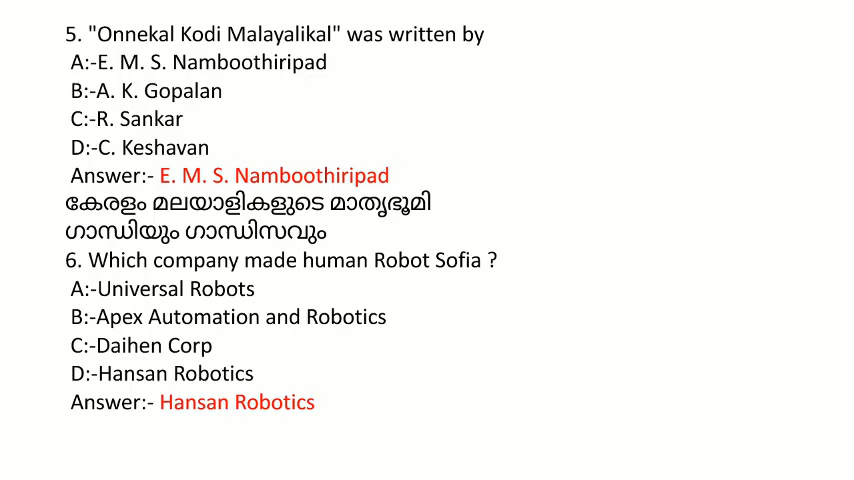 5. "Onnekal Kodi Malayalikal" was written by
A:-E. M. S. Namboothiripad
B:-A. K. Gopalan
C:-R. Sankar
D:-C. Keshavan
Answer:- E. M. S. Namboothiripad
കേരളം മലയാളികളുടെ മാതൃഭൂമി
ഗാന്ധിയും ഗാന്ധിസവും
6. Which company made human Robot Sofia ?
A:-Universal Robots
B:-Apex Automation and Robotics
C:-Daihen Corp
D:-Hansan Robotics
Answer:- Hansan Robotics